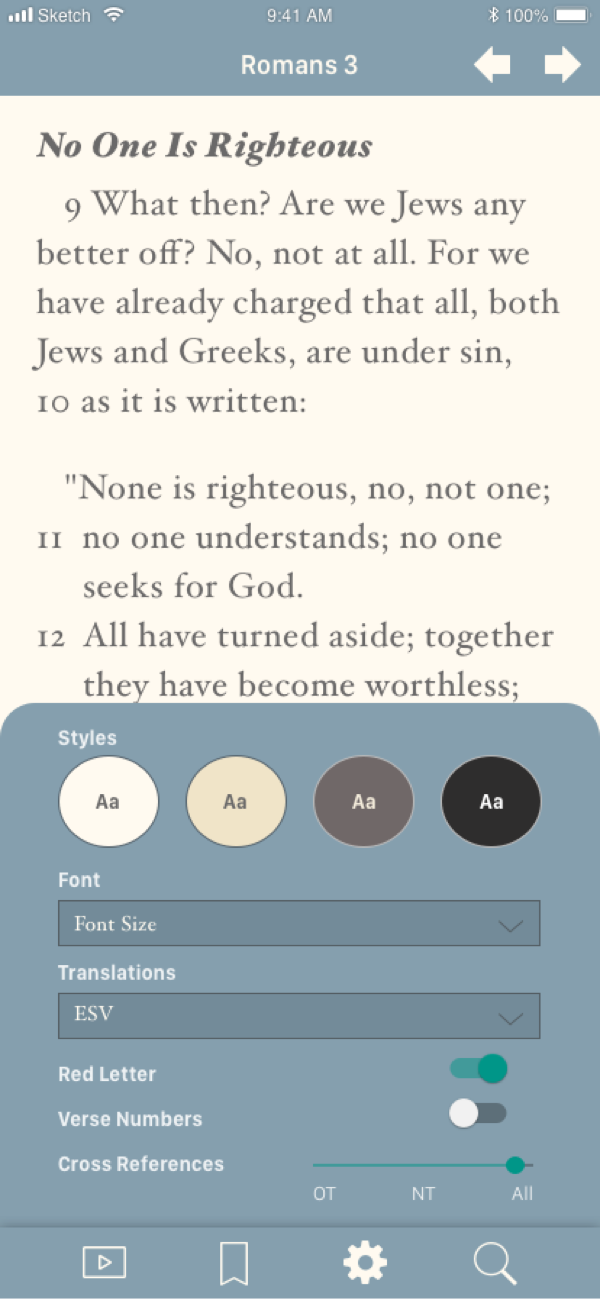 Sketch 9:41 AM 100%
Romans 3
No One Is Righteous
9 What then? Are we Jews any
better off? No, not at all. For we
have already charged that all, both
Jews and Greeks, are under sin,
10 as it is written:
"None is righteous, no, not one;
11 no one understands; no one
seeks for God.
12 All have turned aside; together
they have become worthless;
Styles
Aa Aa Aa Aa
Font
Font Size
Translations
ESV
Red Letter
Verse Numbers
Cross References
OT NT All